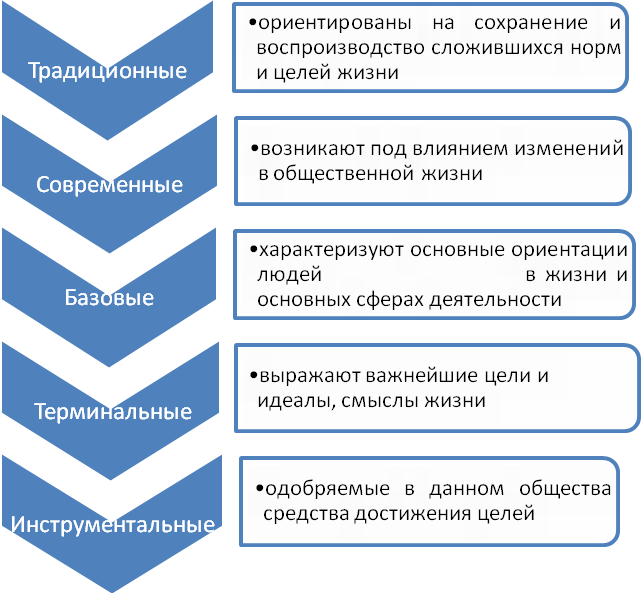 Традиционные
•ориентированы на сохранение и
воспроизводство сложившихся норм
и целей жизни
Современные
•возникают под влиянием изменений
в общественной жизни
Базовые
•характеризуют основные ориентации
людей в жизни и
основных сферах деятельности
Терминальные
•выражают важнейшие цели и
идеалы, смыслы жизни
Инструментальные
•одобряемые в данном общества
средства достижения целей